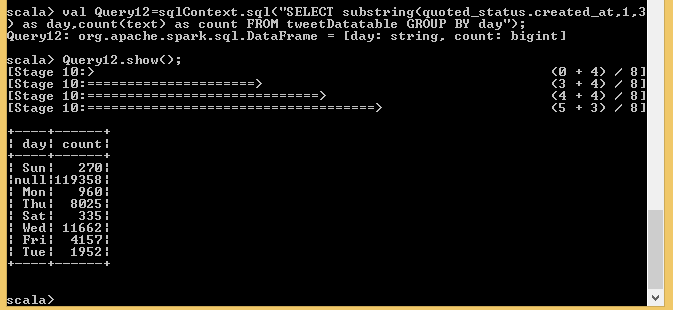 scala> val Query12=sqlContext.sql("SELECT substring(quoted_status.created_at,1,3
) as day,count(text) as count FROM tweetDatatable GROUP BY day");
Query12: org.apache.spark.sql.DataFrame = [day: string, count: bigint]
scala> Query12.show();
[Stage 10:>                                                          (0 + 4) / 8]
[Stage 10:=====================>                                     (3 + 4) / 8]
[Stage 10:=============================>                             (4 + 4) / 8]
[Stage 10:====================================>                      (5 + 3) / 8]
+----+------+
| day| count|
+----+------+
| Sun|   270|
|null|119358|
| Mon|   960|
| Thu|  8025|
| Sat|   335|
| Wed| 11662|
| Fri|  4157|
| Tue|  1952|
+----+------+
scala>